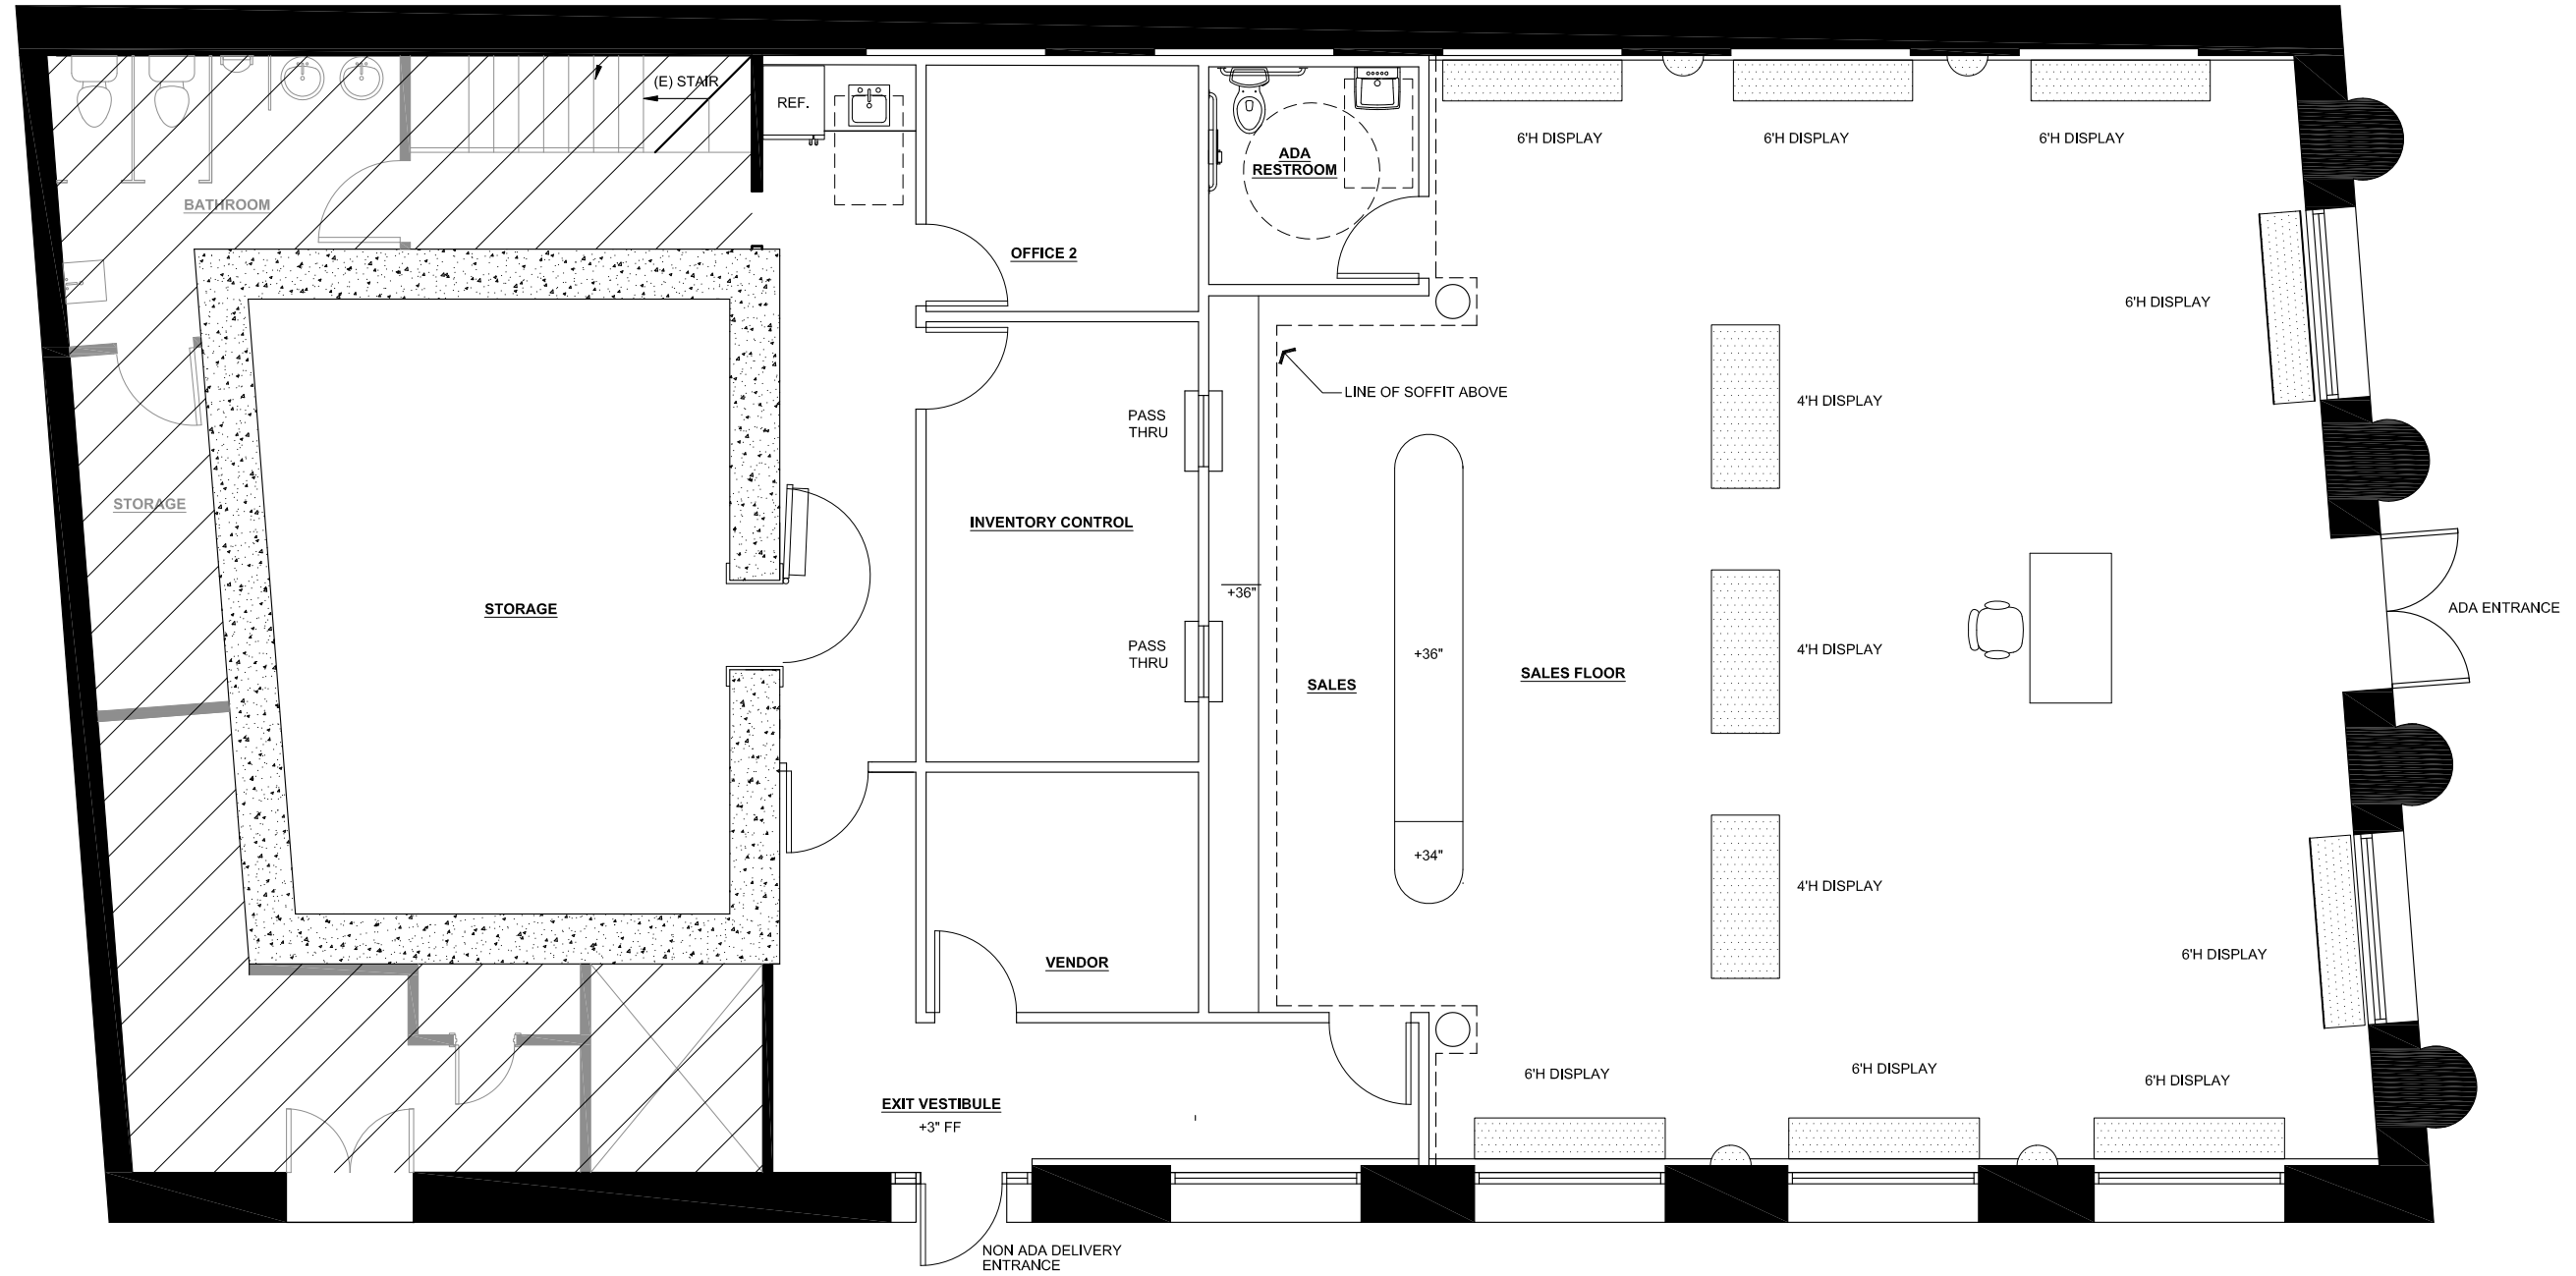 (E) STAIR
REF.
6'H DISPLAY
6'H DISPLAY
6'H DISPLAY
ADA
RESTROOM
BATHROOM
OFFICE 2
6'H DISPLAY
LINE OF SOFFIT ABOVE
4'H DISPLAY
PASS
THRU
STORAGE
INVENTORY CONTROL
+36"
STORAGE
ADA ENTRANCE
PASS
THRU
+36"
4'H DISPLAY
SALES
SALES FLOOR
+34"
4'H DISPLAY
VENDOR
6'H DISPLAY
6'H DISPLAY
6'H DISPLAY
6'H DISPLAY
EXIT VESTIBULE
+3" FF
NON ADA DELIVERY
ENTRANCE